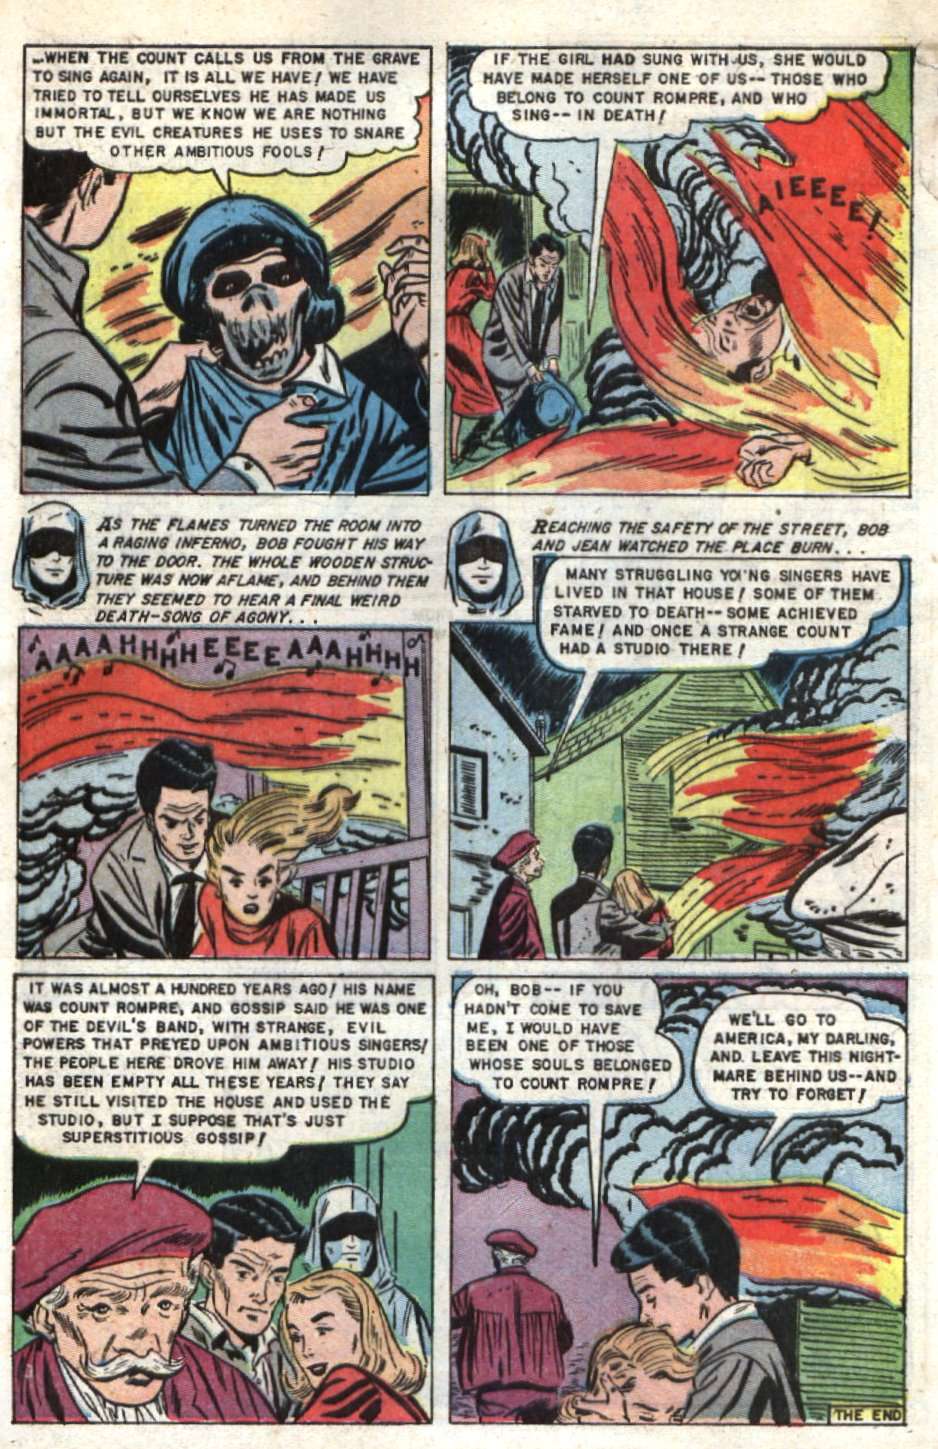 ...WHEN THE COUNT CALLS US FROM THE GRAVE
TO SING AGAIN, IT IS ALL WE HAVE! WE HAVE
TRIED TO TELL OURSELVES HE HAS MADE US
IMMORTAL, BUT WE KNOW WE ARE NOTHING
BUT THE EVIL CREATURES HE USES TO SNARE
OTHER AMBITIOUS FOOLS!
IF THE GIRL HAD SUNG WITH US, SHE WOULD
HAVE MADE HERSELF ONE OF US-- THOSE WHO
BELONG TO COUNT ROMPRE, AND WHO
SING-- IN DEATH!
AIEEEE!
AS THE FLAMES TURNED THE ROOM INTO
A RAGING INFERNO, BOB FOUGHT HIS WAY
TO THE DOOR. THE WHOLE WOODEN STRUC-
TURE WAS NOW AFLAME, AND BEHIND THEM
THEY SEEMED TO HEAR A FINAL WEIRD
DEATH-SONG OF AGONY...
AAAAHHHHEEEEAAAHHHH
REACHING THE SAFETY OF THE STREET, BOB
AND JEAN WATCHED THE PLACE BURN...
MANY STRUGGLING YOUNG SINGERS HAVE
LIVED IN THAT HOUSE! SOME OF THEM
STARVED TO DEATH-- SOME ACHIEVED
FAME! AND ONCE A STRANGE COUNT
HAD A STUDIO THERE!
IT WAS ALMOST A HUNDRED YEARS AGO! HIS NAME
WAS COUNT ROMPRE, AND GOSSIP SAID HE WAS ONE
OF THE DEVIL'S BAND, WITH STRANGE, EVIL
POWERS THAT PREYED UPON AMBITIOUS SINGERS!
THE PEOPLE HERE DROVE HIM AWAY! HIS STUDIO
HAS BEEN EMPTY ALL THESE YEARS! THEY SAY
HE STILL VISITED THE HOUSE AND USED THE
STUDIO, BUT I SUPPOSE THAT'S JUST
SUPERSTITIOUS GOSSIP!
OH, BOB-- IF YOU
HADN'T COME TO SAVE
ME, I WOULD HAVE
BEEN ONE OF THOSE
WHOSE SOULS BELONGED
TO COUNT ROMPRE!
WE'LL GO TO
AMERICA, MY DARLING,
AND LEAVE THIS NIGHT-
MARE BEHIND US--AND
TRY TO FORGET!
THE END